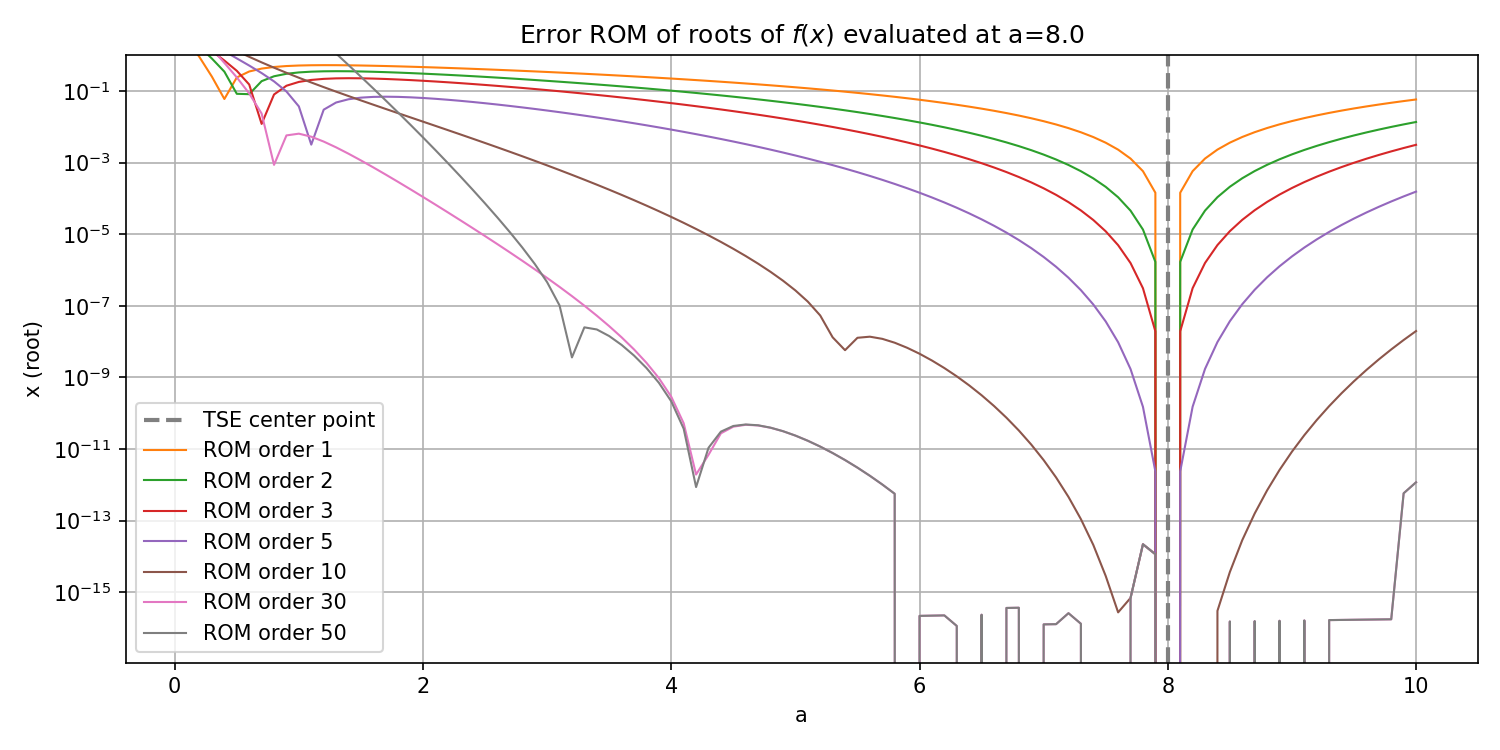 Error ROM of roots of f(x) evaluated at a=8.0
x (root)
10⁻¹
10⁻³
10⁻⁵
10⁻⁷
10⁻⁹
10⁻¹¹
10⁻¹³
10⁻¹⁵
TSE center point
ROM order 1
ROM order 2
ROM order 3
ROM order 5
ROM order 10
ROM order 30
ROM order 50
0 2 4 6 8 10
a